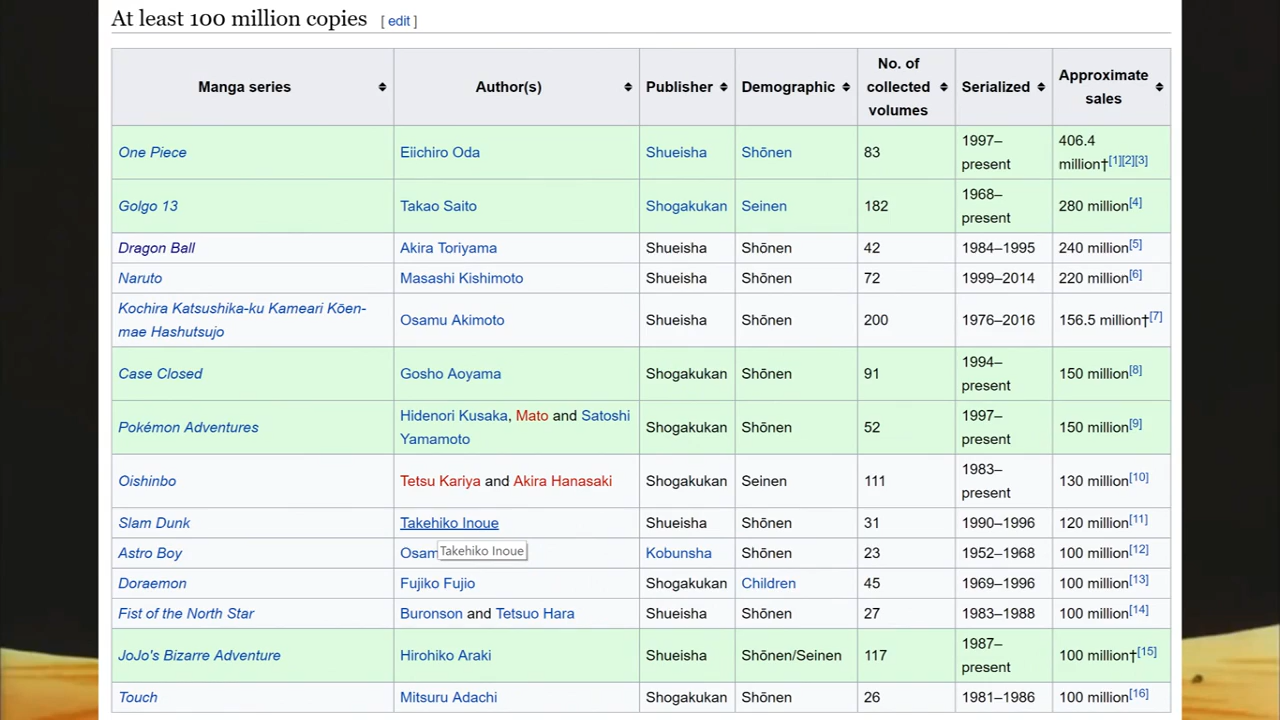 At least 100 million copies [ edit ]
Manga series Author(s) Publisher Demographic No. of collected volumes Serialized Approximate sales
One Piece Eiichiro Oda Shueisha Shōnen 83 1997–present 406.4 million†[1][2][3]
Golgo 13 Takao Saito Shogakukan Seinen 182 1968–present 280 million[4]
Dragon Ball Akira Toriyama Shueisha Shōnen 42 1984–1995 240 million[5]
Naruto Masashi Kishimoto Shueisha Shōnen 72 1999–2014 220 million[6]
Kochira Katsushika-ku Kameari Kōen-mae Hashutsujo Osamu Akimoto Shueisha Shōnen 200 1976–2016 156.5 million†[7]
Case Closed Gosho Aoyama Shogakukan Shōnen 91 1994–present 150 million[8]
Pokémon Adventures Hidenori Kusaka, Mato and Satoshi Yamamoto Shogakukan Shōnen 52 1997–present 150 million[9]
Oishinbo Tetsu Kariya and Akira Hanasaki Shogakukan Seinen 111 1983–present 130 million[10]
Slam Dunk Takehiko Inoue Shueisha Shōnen 31 1990–1996 120 million[11]
Astro Boy Osam Takehiko Inoue Kobunsha Shōnen 23 1952–1968 100 million[12]
Doraemon Fujiko Fujio Shogakukan Children 45 1969–1996 100 million[13]
Fist of the North Star Buronson and Tetsuo Hara Shueisha Shōnen 27 1983–1988 100 million[14]
JoJo's Bizarre Adventure Hirohiko Araki Shueisha Shōnen/Seinen 117 1987–present 100 million†[15]
Touch Mitsuru Adachi Shogakukan Shōnen 26 1981–1986 100 million[16]